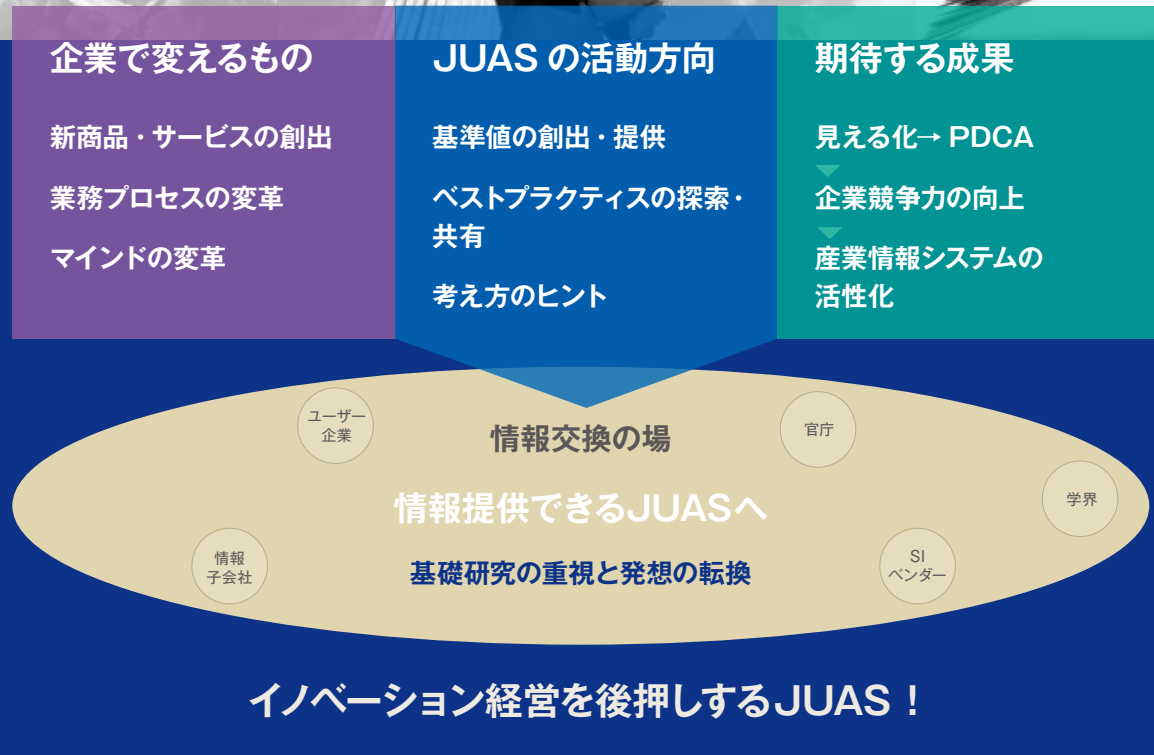 企業で変えるもの
新商品・サービスの創出
業務プロセスの変革
マインドの変革
JUAS の活動方向
基準値の創出・提供
ベストプラクティスの探索・
共有
考え方のヒント
期待する成果
見える化→ PDCA
企業競争力の向上
産業情報システムの
活性化
ユーザー
企業
情報交換の場
官庁
学界
情報提供できるJUASへ
情報
子会社
基礎研究の重視と発想の転換
SI
ベンダー
イノベーション経営を後押しするJUAS！